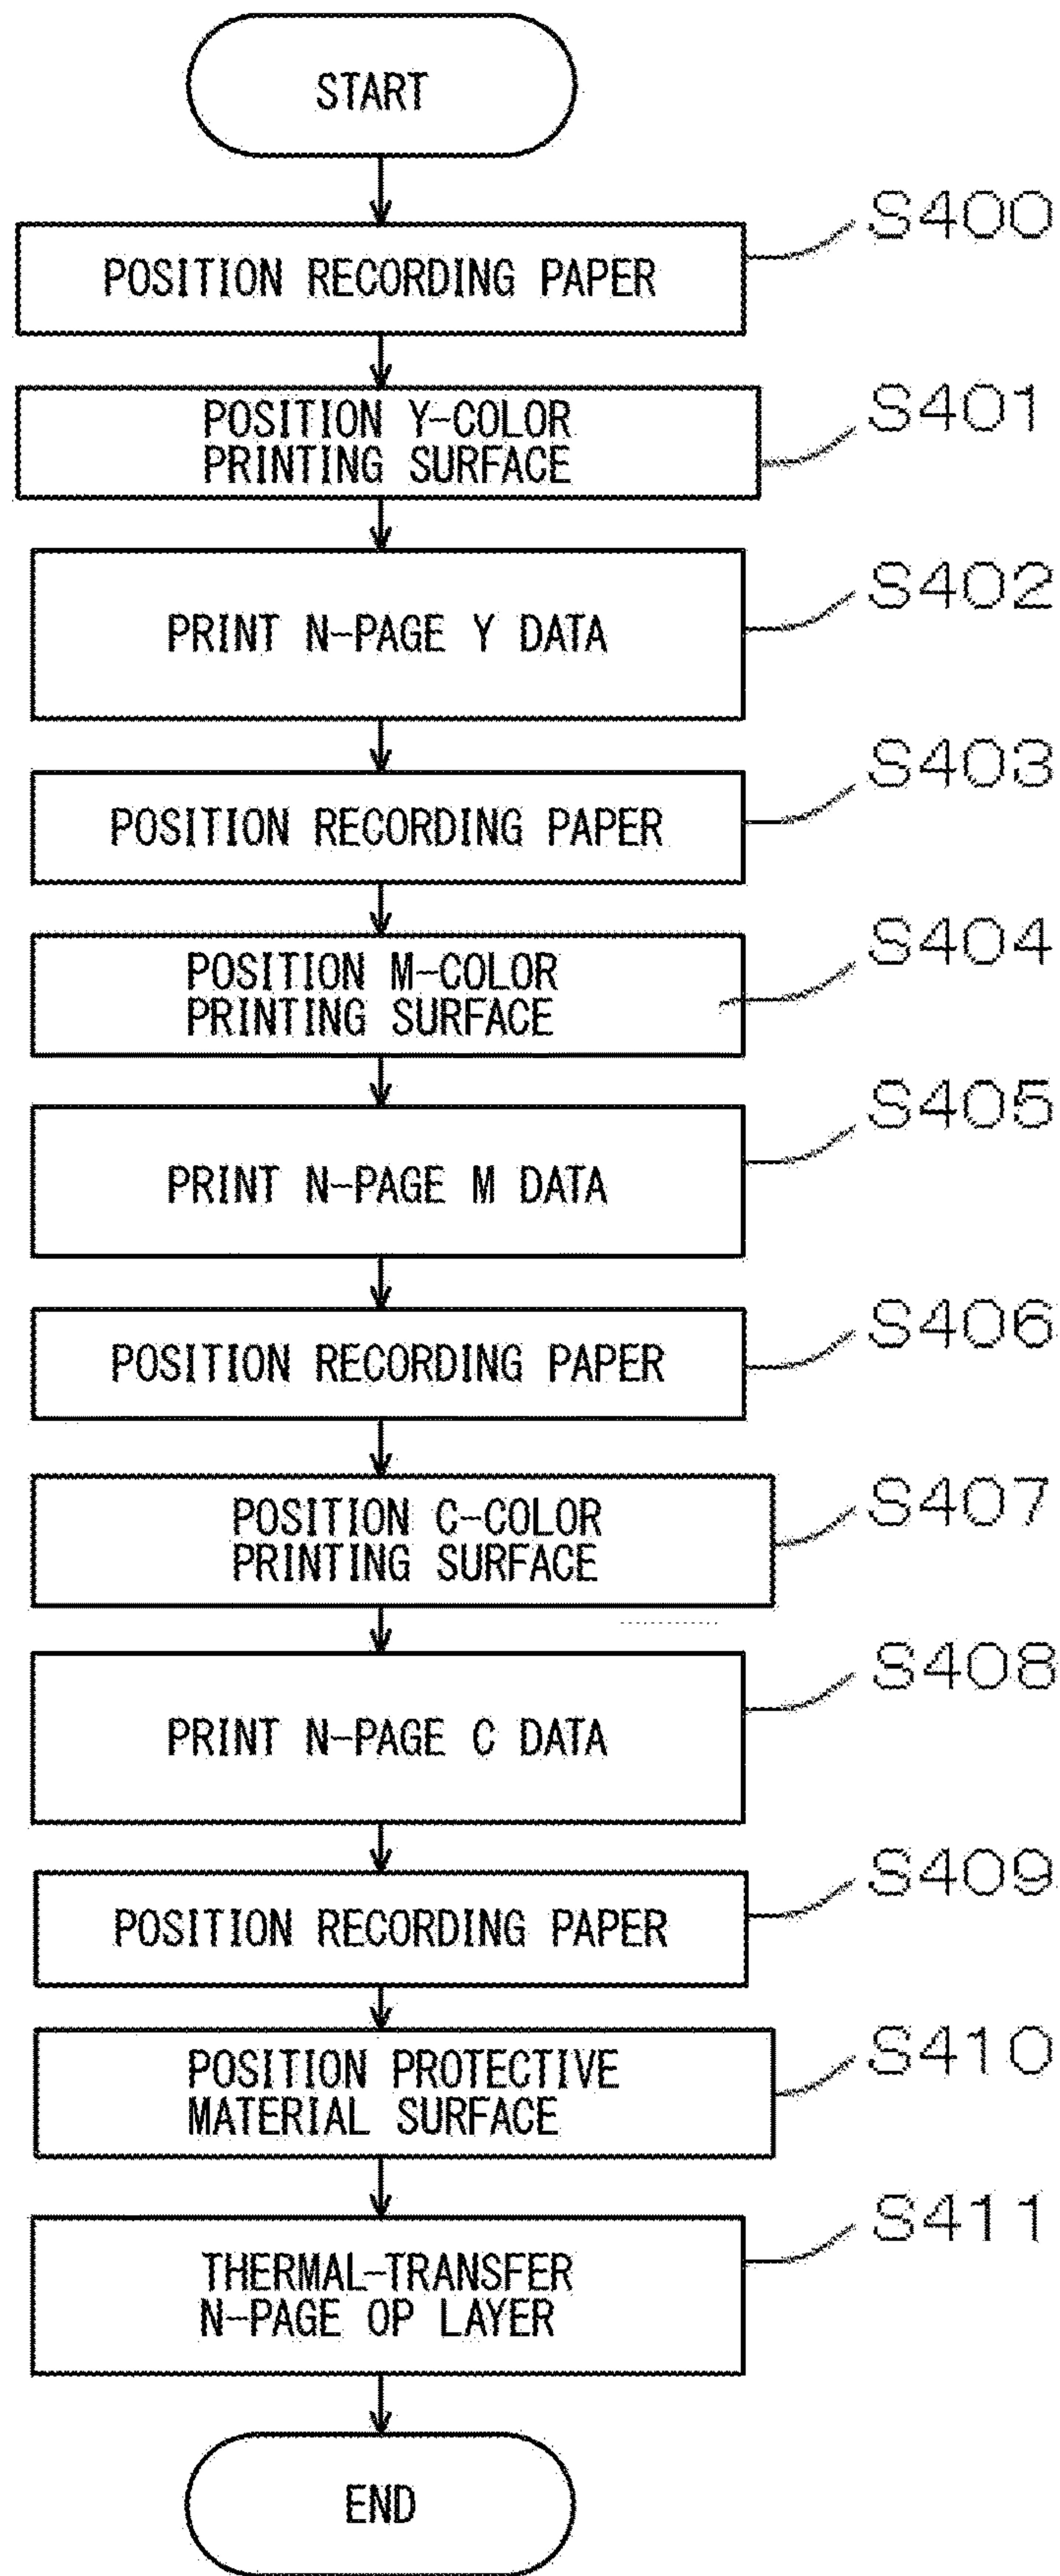 START
POSITION RECORDING PAPER
S400
POSITION Y-COLOR
PRINTING SURFACE
S401
PRINT N-PAGE Y DATA
S402
POSITION RECORDING PAPER
S403
POSITION M-COLOR
PRINTING SURFACE
S404
PRINT N-PAGE M DATA
S405
POSITION RECORDING PAPER
S406
POSITION C-COLOR
PRINTING SURFACE
S407
PRINT N-PAGE C DATA
S408
POSITION RECORDING PAPER
S409
POSITION PROTECTIVE
MATERIAL SURFACE
S410
THERMAL-TRANSFER
N-PAGE OP LAYER
S411
END